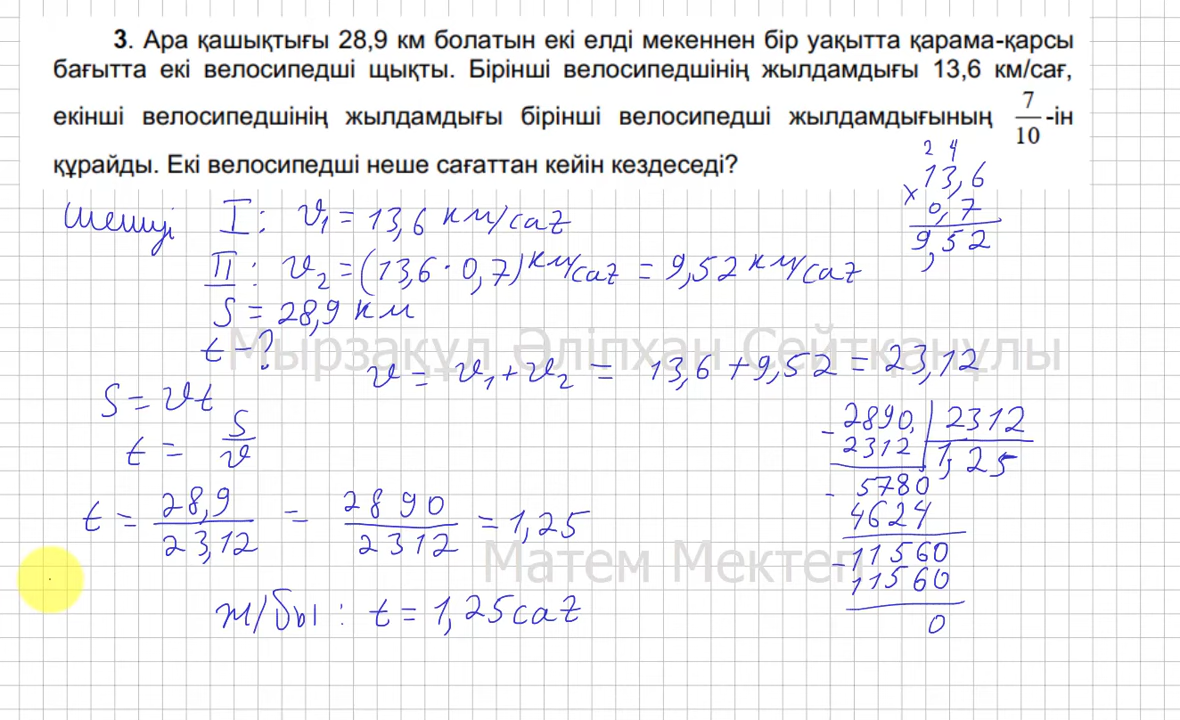 3. Ара қашықтығы 28,9 км болатын екі елді мекеннен бір уақытта қарама-қарсы
бағытта екі велосипедші щықты. Бірінші велосипедшінің жылдамдығы 13,6 км/сағ,
екінші велосипедшінің жылдамдығы бірінші велосипедші жылдамдығының 7/10 -ін
құрайды. Екі велосипедші неше сағаттан кейін кездеседі?
2 4
13,6
× 0,7
9,52
Шешуі I: v₁ = 13,6 км/сағ
II: v₂ = (13,6 · 0,7) км/сағ = 9,52 км/сағ
S = 28,9 км
t - ?
Мырзақұл Әліпхан Сейтқанұлы
v = v₁ + v₂ = 13,6 + 9,52 = 23,12
S = vt
t = S/v
t = 28,9/23,12 = 2890/2312 = 1,25
Матем Мектеп
ж/бы: t = 1,25 сағ
- 2890, | 2312
2312 | 1,25
- 5780
4624
- 11560
11560
0